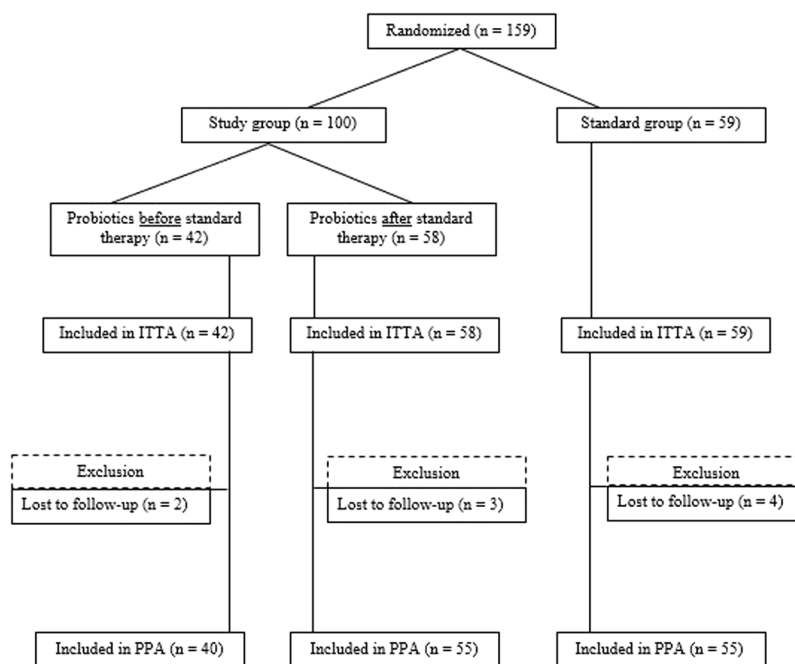 Randomized (n = 159)
Study group (n = 100)
Standard group (n = 59)
Probiotics before standard
therapy (n = 42)
Probiotics after standard
therapy (n = 58)
Included in ITTA (n = 42)
Included in ITTA (n = 58)
Included in ITTA (n = 59)
Exclusion
Lost to follow-up (n = 2)
Exclusion
Lost to follow-up (n = 3)
Exclusion
Lost to follow-up (n = 4)
Included in PPA (n = 40)
Included in PPA (n = 55)
Included in PPA (n = 55)